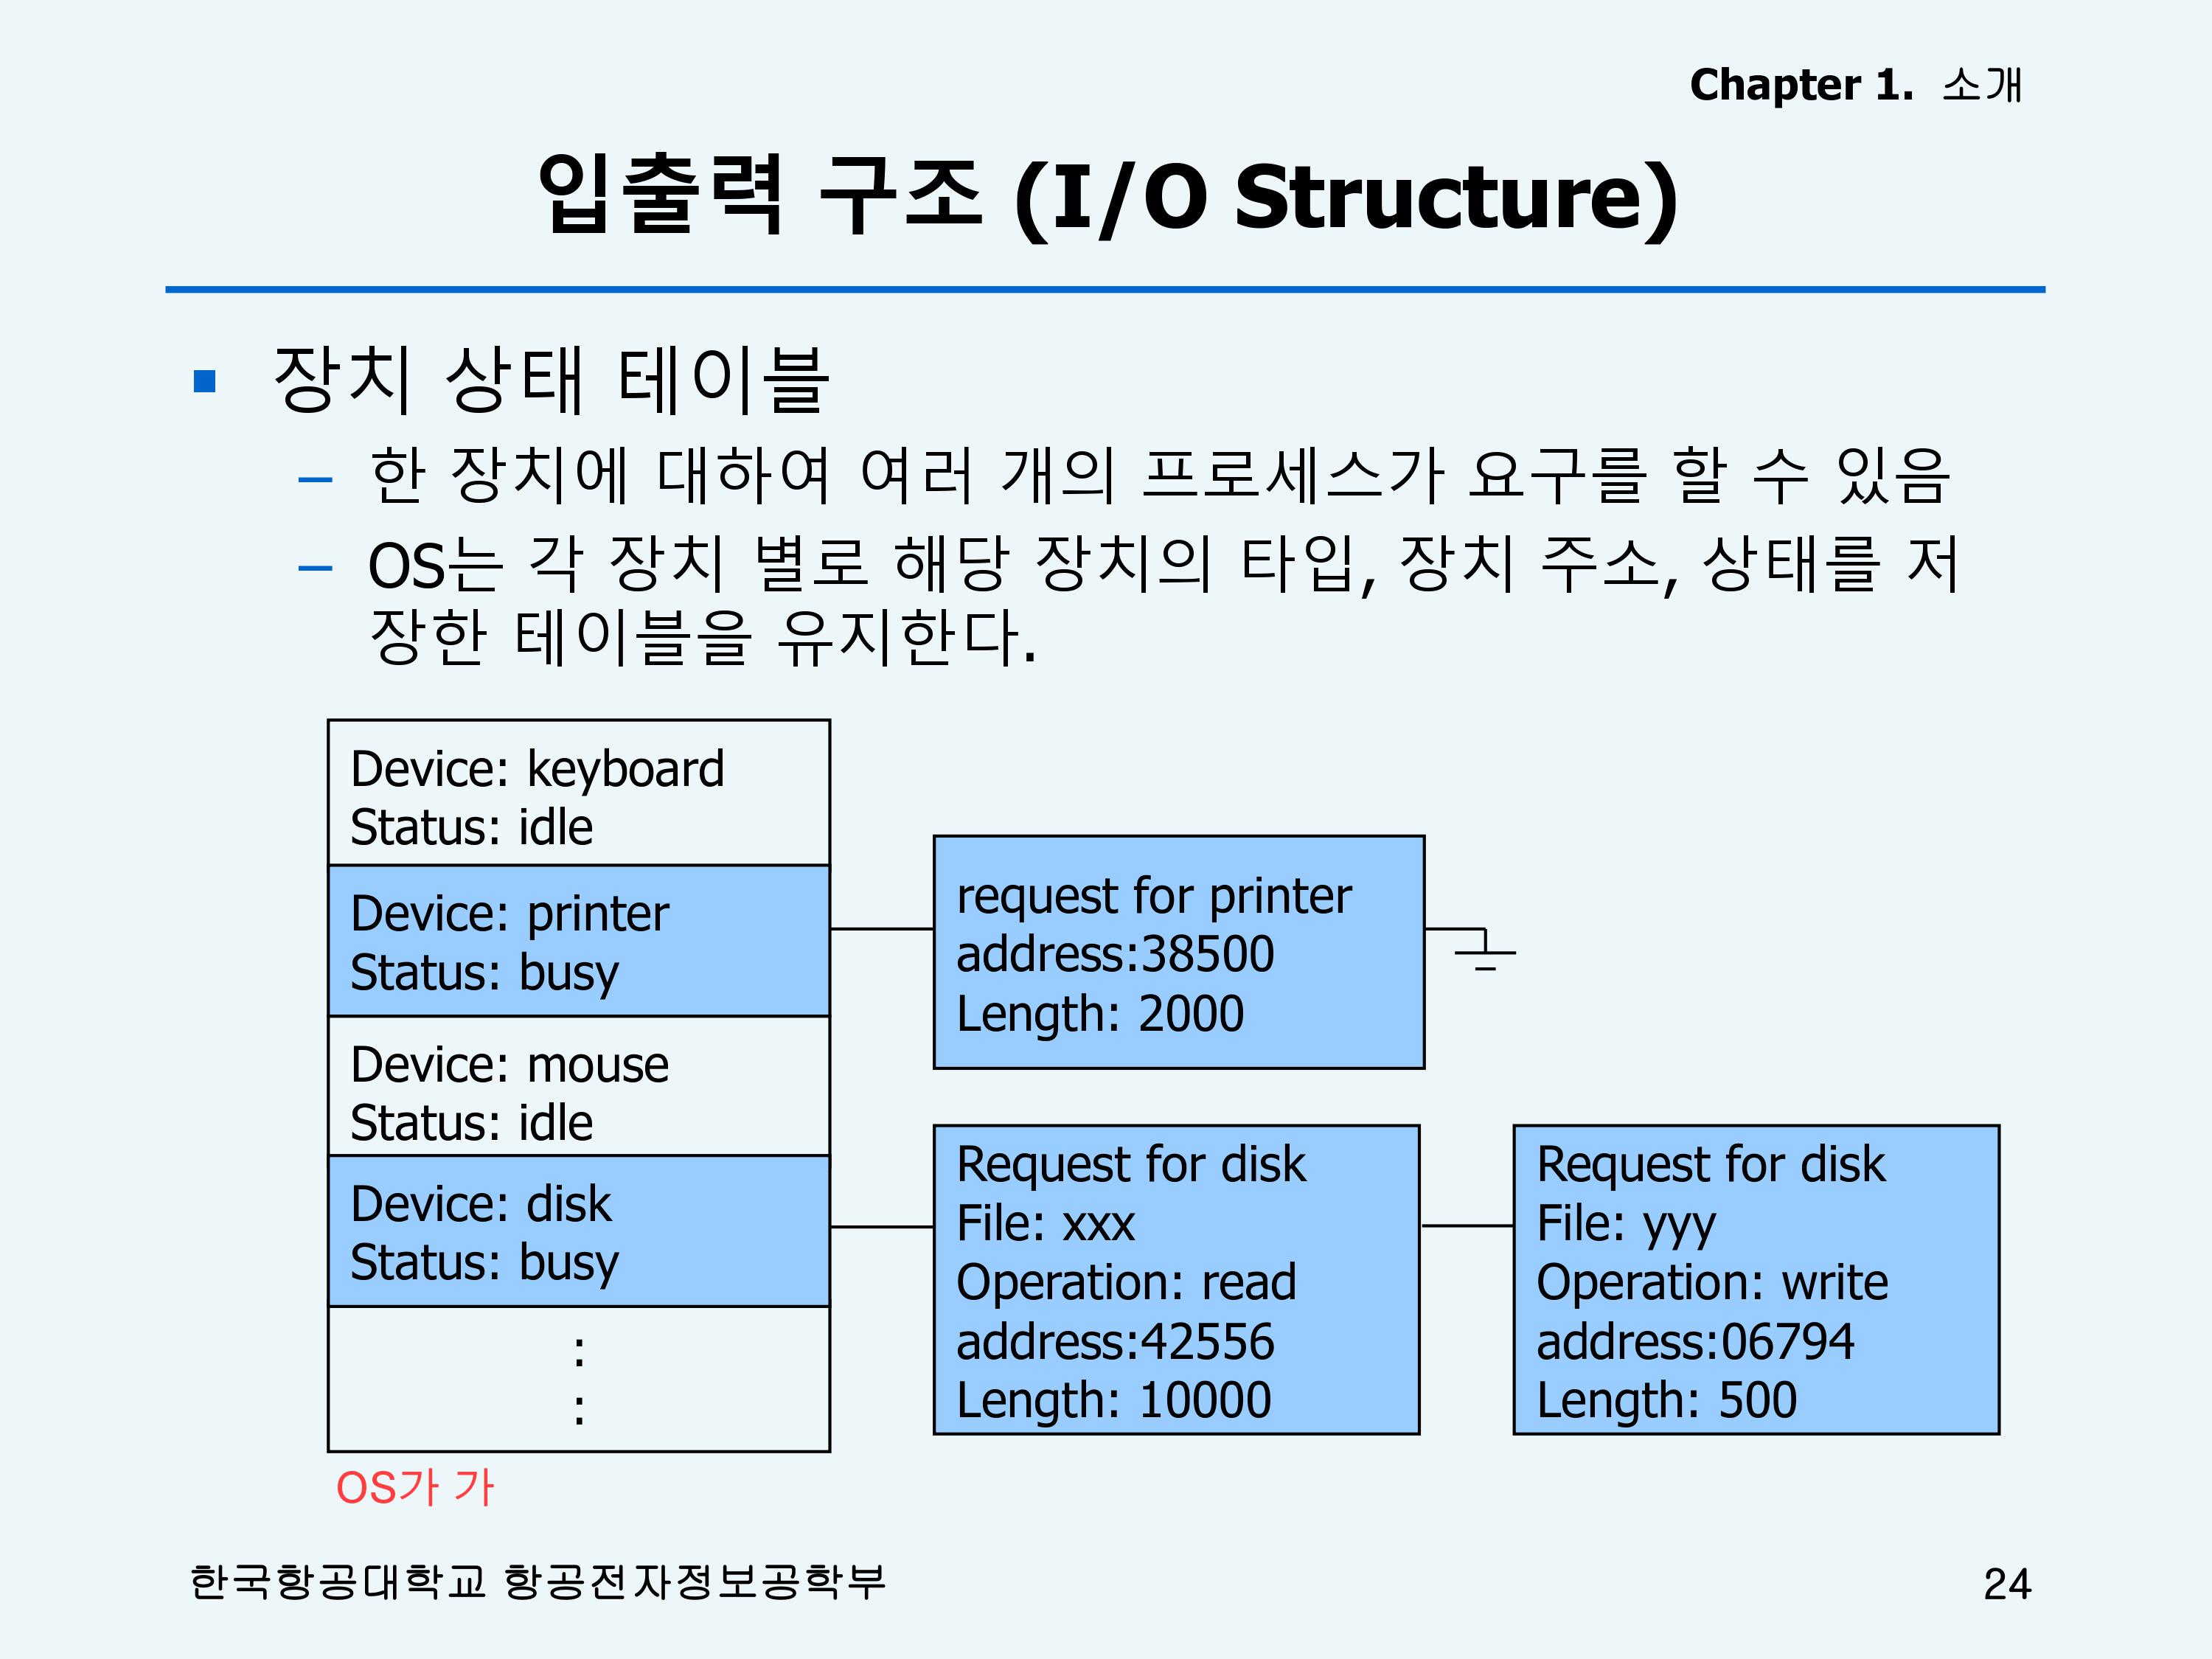 Chapter 1. 소개
입출력 구조 (I/O Structure)
장치 상태 테이블
– 한 장치에 대하여 여러 개의 프로세스가 요구를 할 수 있음
– OS는 각 장치 별로 해당 장치의 타입, 장치 주소, 상태를 저
장한 테이블을 유지한다.
Device: keyboard
Status: idle
Device: printer
Status: busy
Device: mouse
Status: idle
Device: disk
Status: busy
:
:
request for printer
address:38500
Length: 2000
Request for disk
File: xxx
Operation: read
address:42556
Length: 10000
Request for disk
File: yyy
Operation: write
address:06794
Length: 500
OS가 가
한국항공대학교 항공전자정보공학부
24